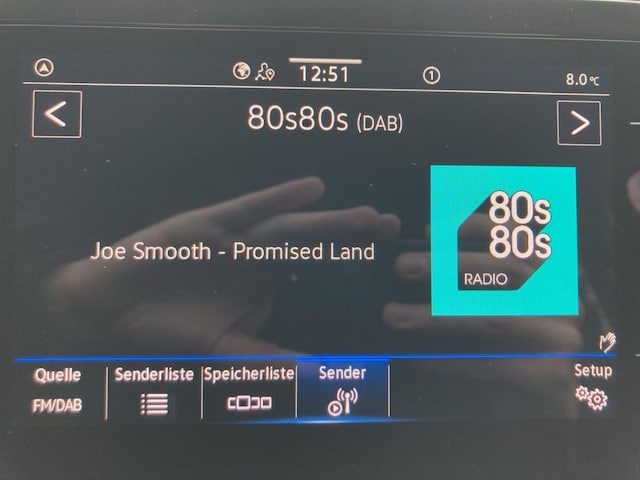 12:51
1
8.0°C
<
80s80s (DAB)
>
Joe Smooth - Promised Land
80s
80s
RADIO
Quelle
FM/DAB
Senderliste
Speicherliste
Sender
Setup